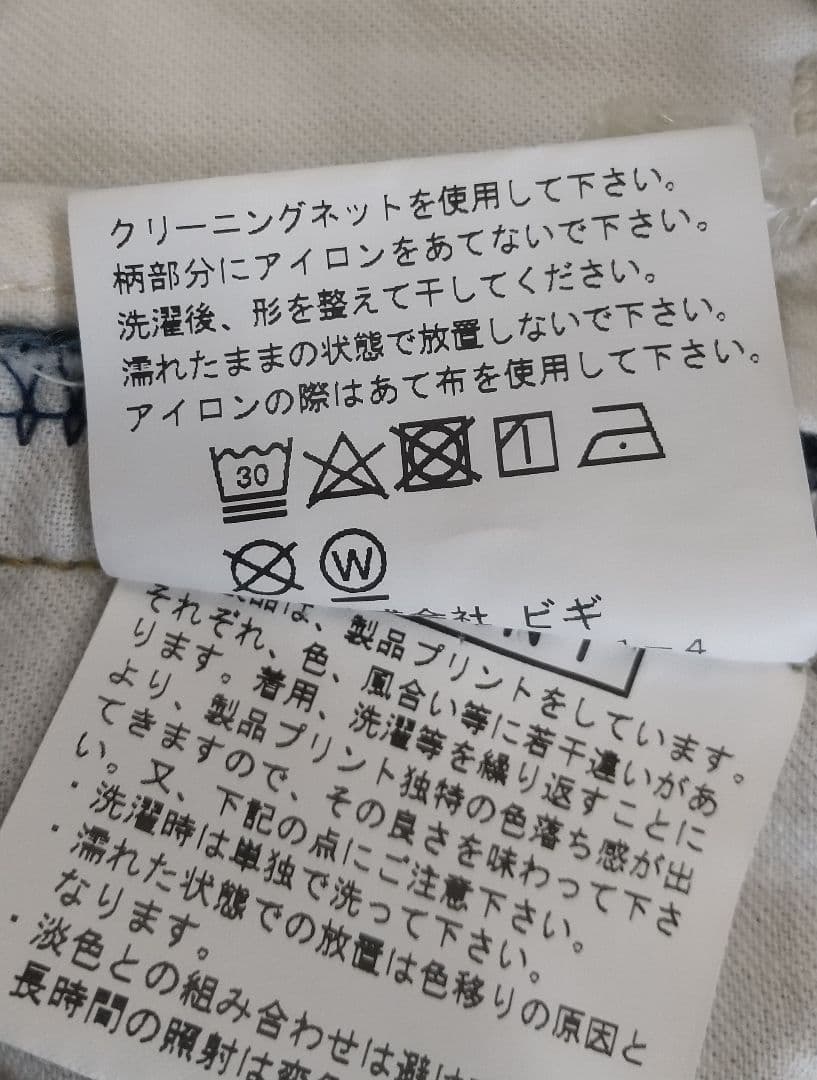 クリーニングネットを使用して下さい。
柄部分にアイロンをあてないで下さい。
洗濯後、形を整えて干してください。
濡れたままの状態で放置しないで下さい。
アイロンの際はあて布を使用して下さい。
30
W
会社 ビギ
は、製品プリントをしています。
それぞれ、色、風合い等に若干違いがあ
ります。着用、洗濯等を繰り返すことに
より、製品プリント独特の色落ち感が出
てきますので、その良さを味わって下さ
い。又、下記の点にご注意下さい。
・洗濯時は単独で洗って下さい。
・濡れた状態での放置は色移りの原因と
なります。
・淡色との組み合わせは避け
長時間の照射は変色